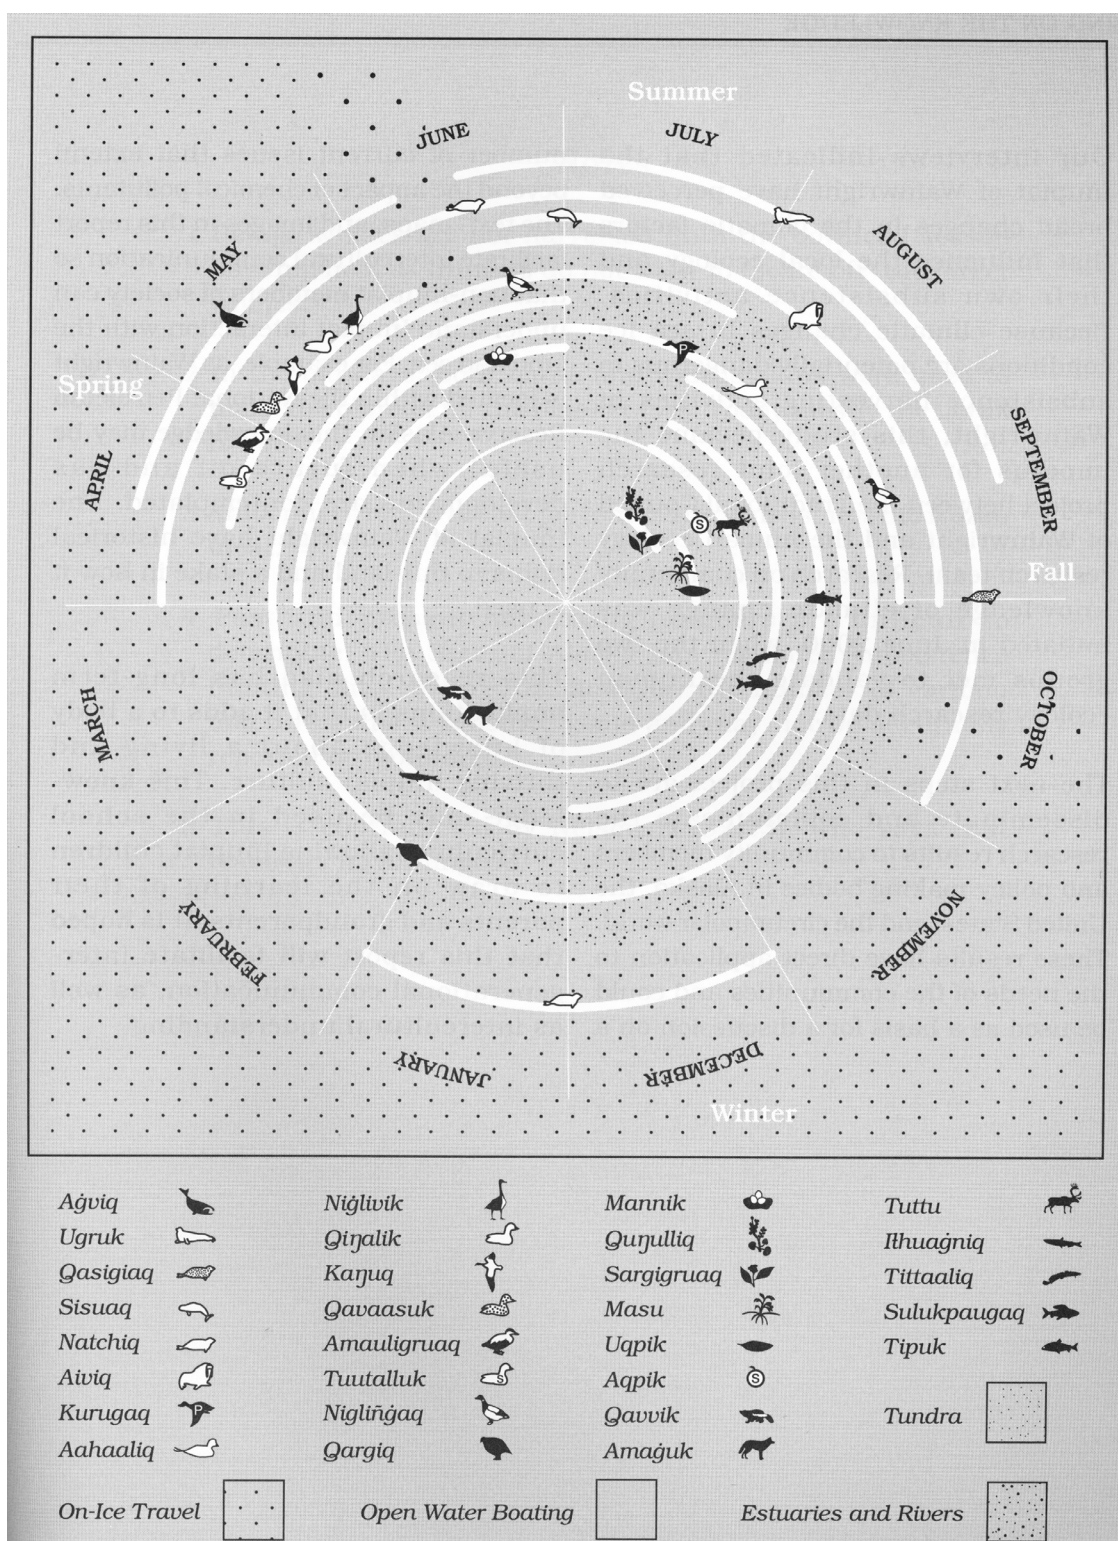 Summer
JUNE
JULY
MAY
AUGUST
Spring
APRIL
SEPTEMBER
Fall
MARCH
OCTOBER
FEBRUARY
NOVEMBER
JANUARY
DECEMBER
Winter
P
S
S
Aġviq
Niġlivik
Mannik
Tuttu
Ugruk
Qiŋalik
Quŋulliq
Iłhuaġniq
Qasigiaq
Kaŋuq
Sargigruaq
Tittaaliq
Sisuaq
Qavaasuk
Masu
Sulukpaugaq
Natchiq
Amauligruaq
Uqpik
Tipuk
Aiviq
Tuutalluk
S
Aqpik
S
Kurugaq
P
Nigliñġaq
Qavvik
Tundra
Aahaaliq
Qargiq
Amaġuk
On-Ice Travel
Open Water Boating
Estuaries and Rivers